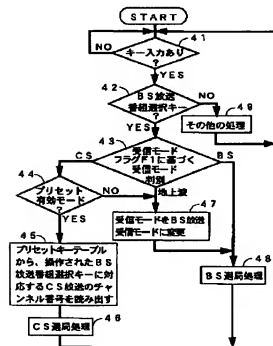 START
41
キー入力あり
?
NO
YES
42
BS放送
番組選択キー
?
NO
YES
49
その他の処理
43
受信モード
フラグF1に基づく
受信モード
判別
CS
BS
地上波
44
プリセット
有効モード
?
NO
YES
47
受信モードをBS放送
受信モードに変更
45
プリセットキーテーブル
から、操作されたBS
放送番組選択キーに対
応するCS放送のチャ
ンネル番号を読み出す
48
BS選局処理
46
CS選局処理